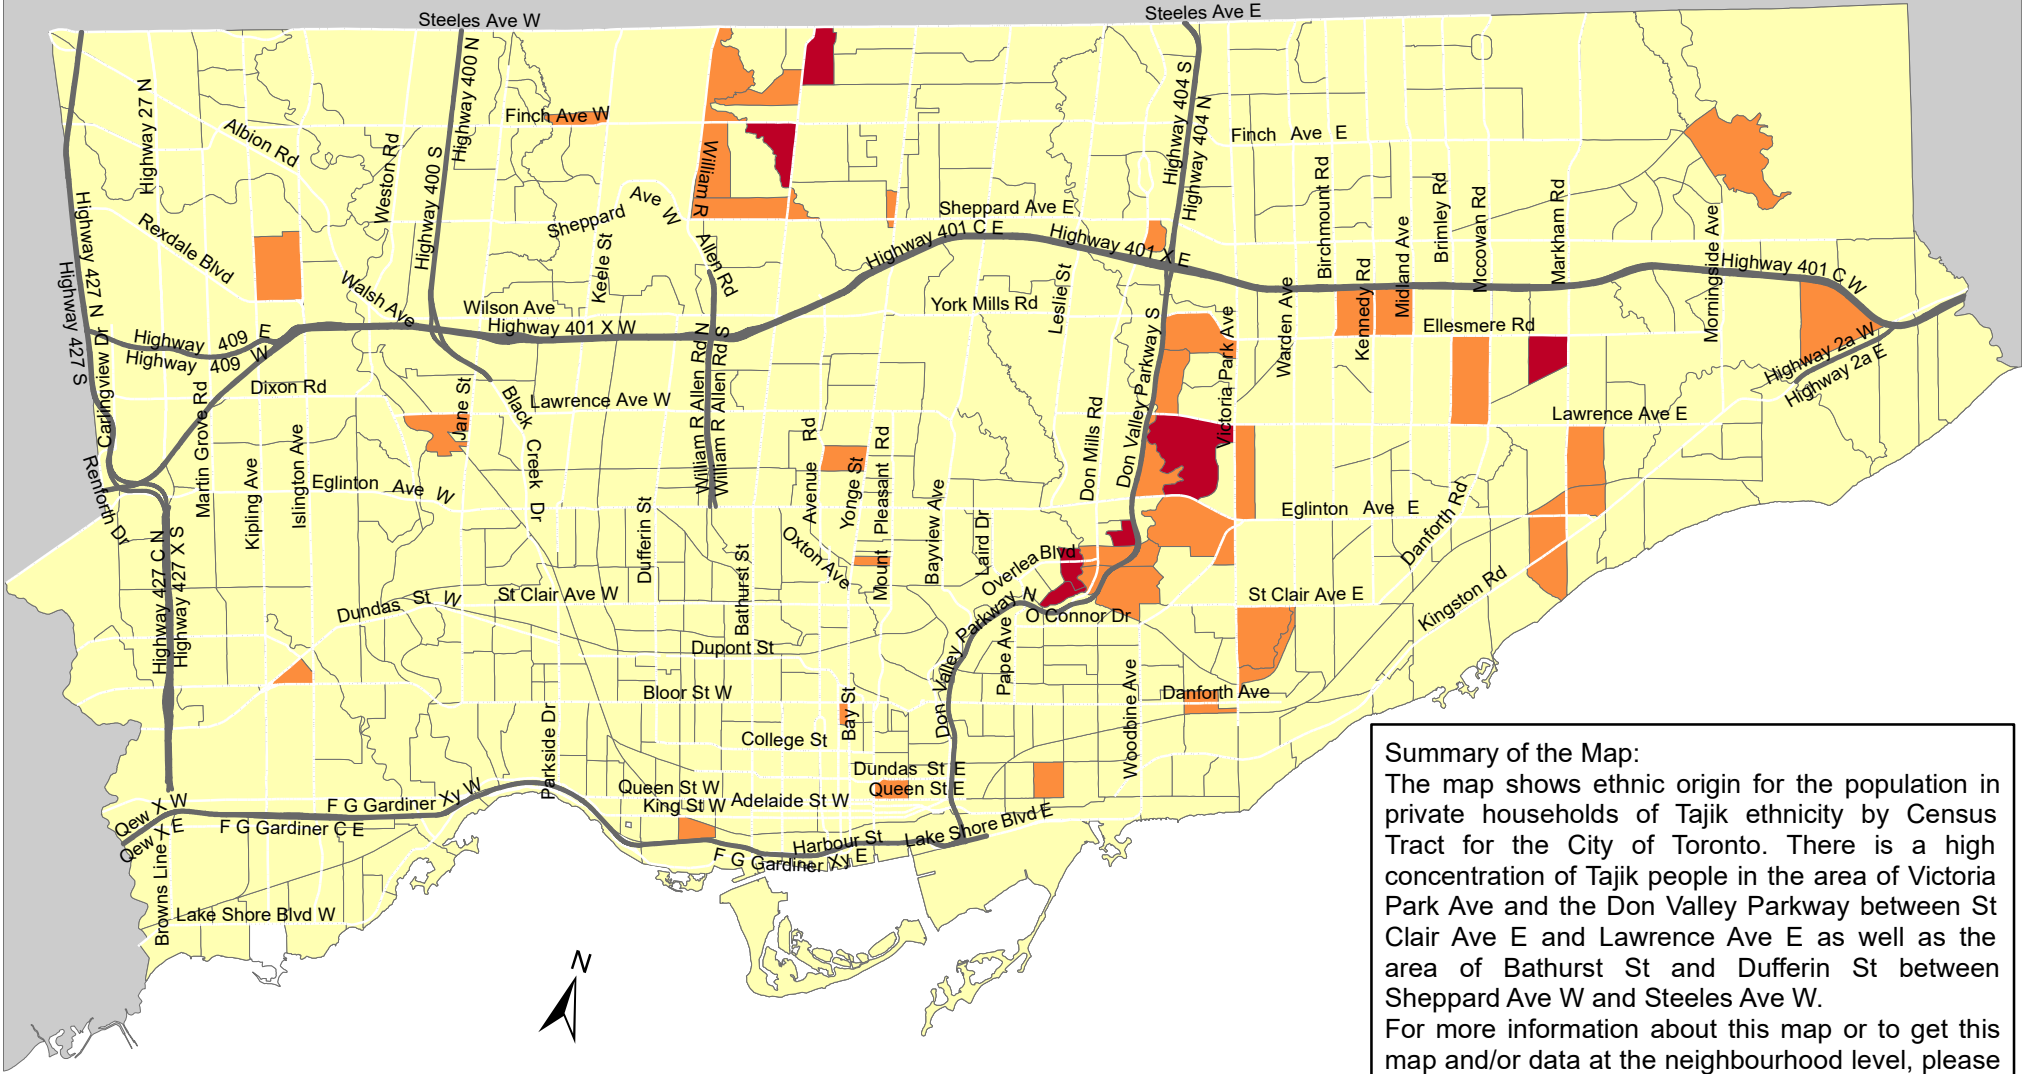 Steeles Ave W
Steeles Ave E
Highway 27 N
Albion Rd
Weston Rd
Highway 400 N
Highway 400 S
Finch Ave W
William R
Allen Rd
Sheppard Ave W
Keele St
Sheppard Ave E
Highway 404 S
Highway 404 N
Finch Ave E
Birchmount Rd
Kennedy Rd
Midland Ave
Brimley Rd
Mccowan Rd
Markham Rd
Morningside Ave
Highway 401 C W
Highway 427 N
Highway 427 S
Rexdale Blvd
Walsh Ave
Wilson Ave
Highway 401 X W
Highway 401 C E
Highway 401 X E
York Mills Rd
Leslie St
Warden Ave
Ellesmere Rd
Highway 2a W
Highway 2a E
Highway 409 E
Highway 409 W
Carlingview Dr
Dixon Rd
Martin Grove Rd
Jane St
Black Creek Dr
Lawrence Ave W
William R Allen Rd N
William R Allen Rd S
Avenue Rd
Yonge St
Mount Pleasant Rd
Don Mills Rd
Don Valley Parkway S
Victoria Park Ave
Lawrence Ave E
Renforth Dr
Kipling Ave
Islington Ave
Eglinton Ave W
Dufferin St
Bathurst St
Oxton Ave
Bayview Ave
Laird Dr
Overlea Blvd
Eglinton Ave E
Danforth Rd
Kingston Rd
Highway 427 C N
Highway 427 X S
Dundas St W
St Clair Ave W
St Clair Ave E
Don Valley Parkway N
O Connor Dr
Pape Ave
Dupont St
Bloor St W
Bay St
Woodbine Ave
Danforth Ave
Parkside Dr
College St
Dundas St E
Queen St W
Queen St E
King St W
Adelaide St W
Qew X W
Qew X E
F G Gardiner Xy W
F G Gardiner C E
Harbour St
Lake Shore Blvd E
F G Gardiner Xy E
Browns Line
Lake Shore Blvd W
N
Summary of the Map:
The map shows ethnic origin for the population in
private households of Tajik ethnicity by Census
Tract for the City of Toronto. There is a high
concentration of Tajik people in the area of Victoria
Park Ave and the Don Valley Parkway between St
Clair Ave E and Lawrence Ave E as well as the
area of Bathurst St and Dufferin St between
Sheppard Ave W and Steeles Ave W.
For more information about this map or to get this
map and/or data at the neighbourhood level, please